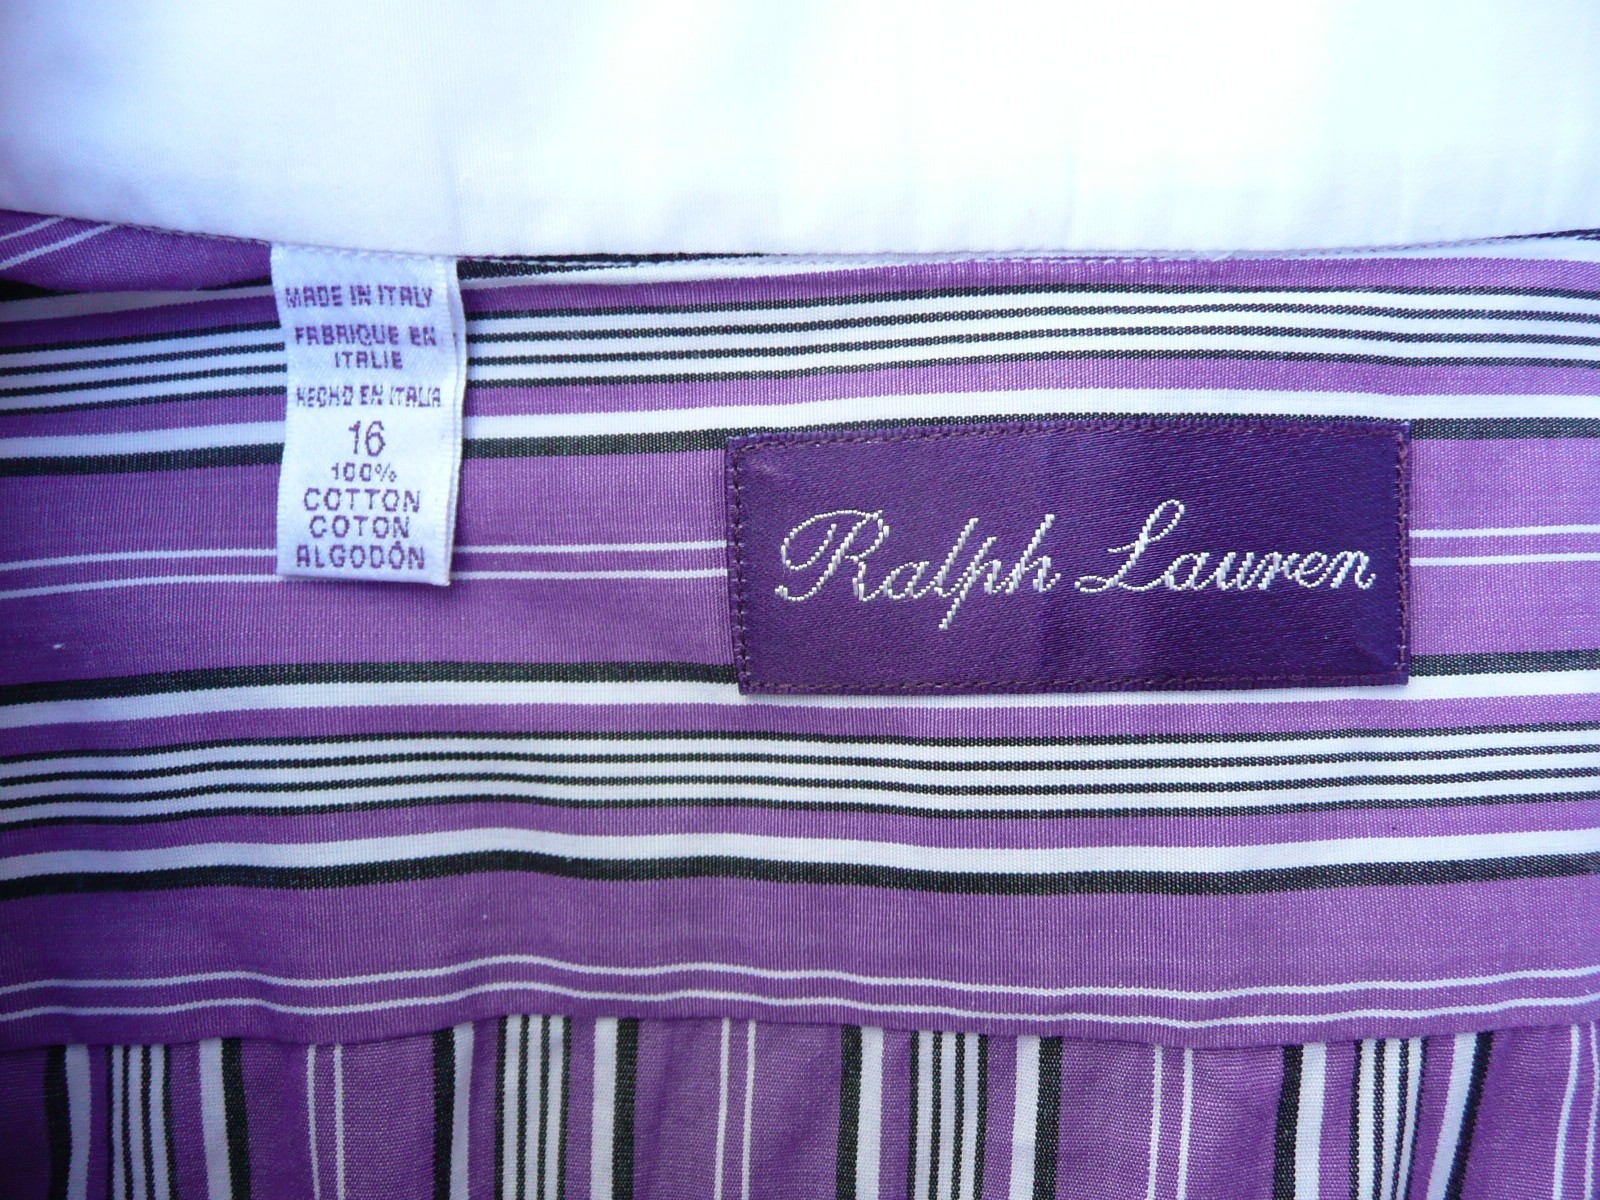 MADE IN ITALY
FABRIQUE EN
ITALIE
HECHO EN ITALIA
16
100%
COTTON
COTON
ALGODÓN
Ralph Lauren